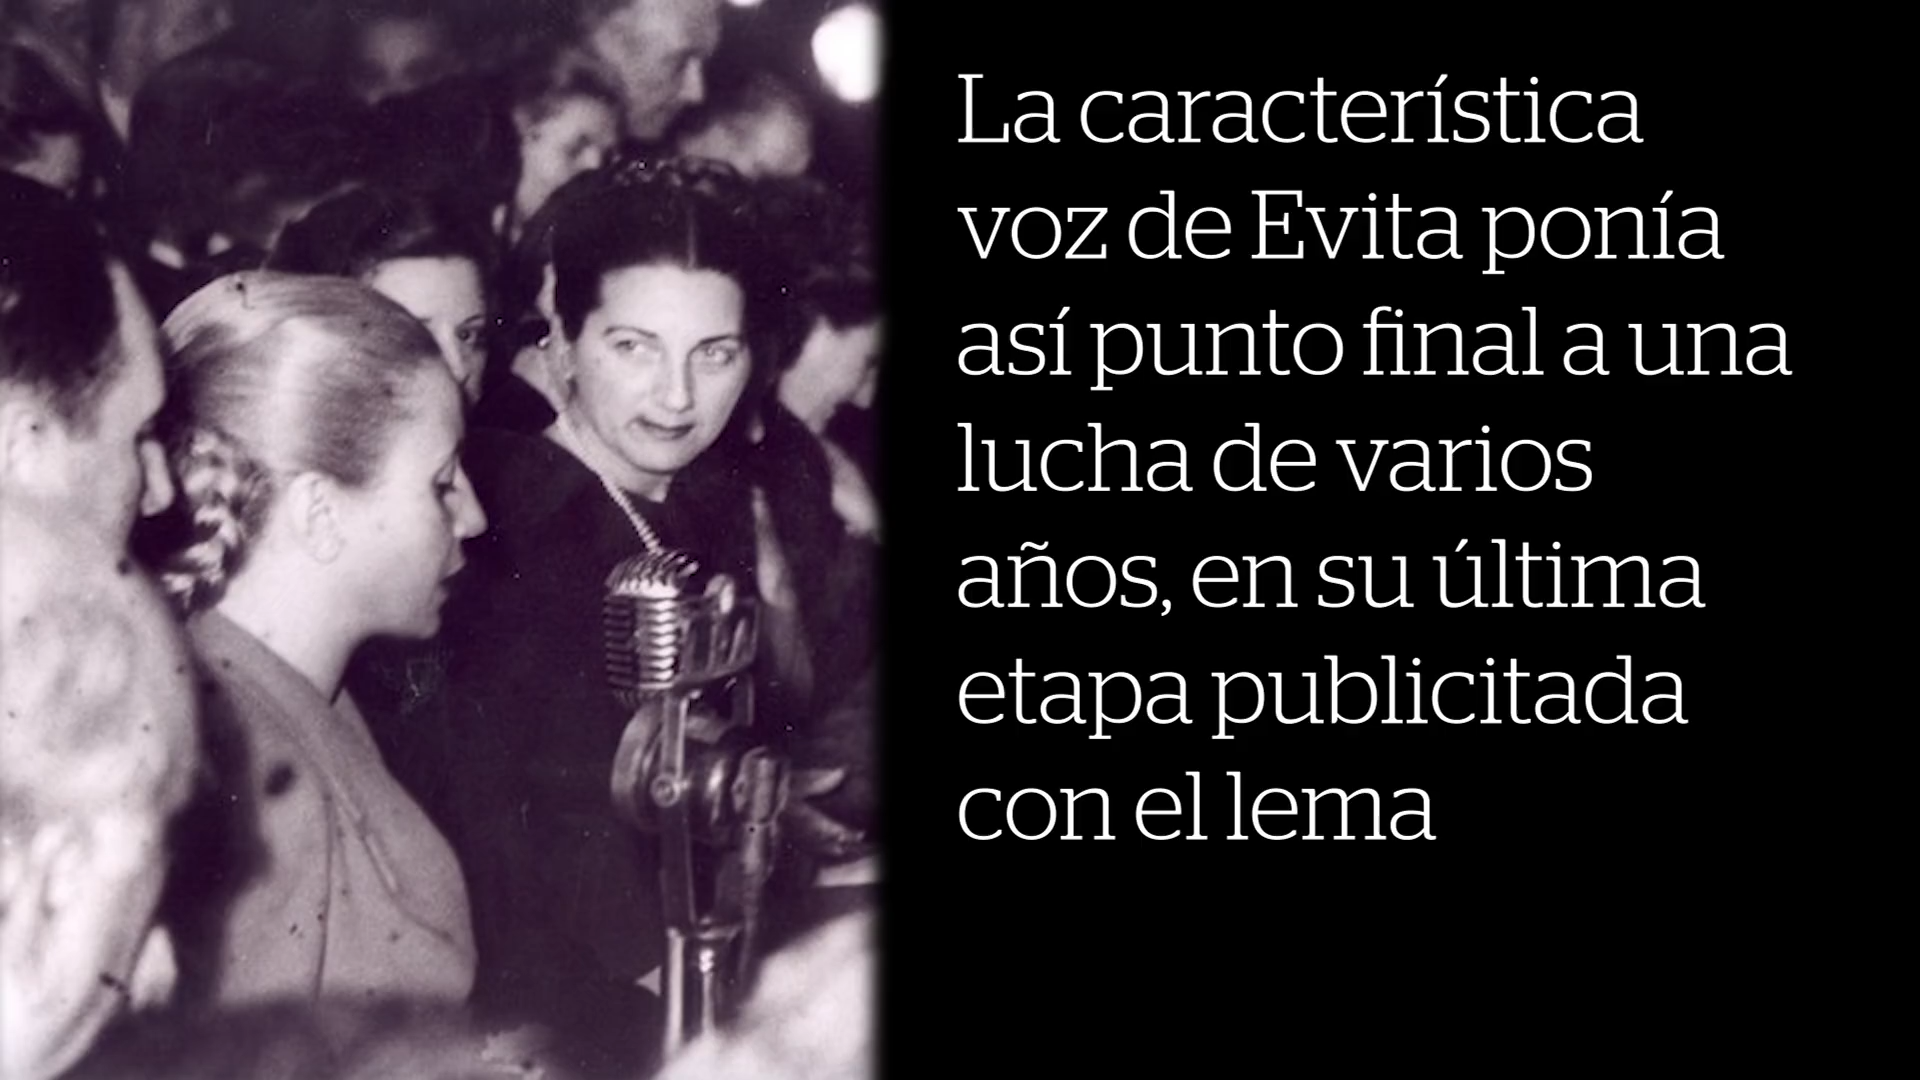 La característica
voz de Evita ponía
así punto final a una
lucha de varios
años, en su última
etapa publicitada
con el lema